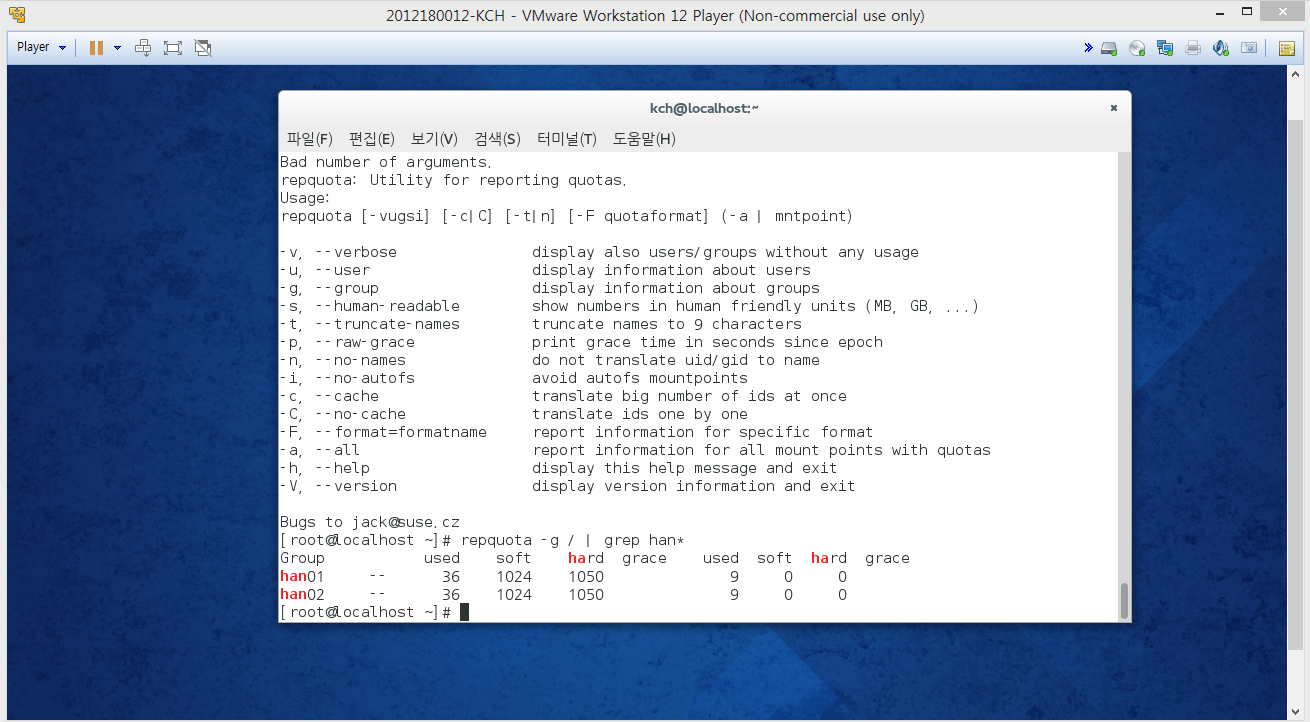 2012180012-KCH - VMware Workstation 12 Player (Non-commercial use only)
Player
kch@localhost:~
파일(F) 편집(E) 보기(V) 검색(S) 터미널(T) 도움말(H)
Bad number of arguments.
repquota: Utility for reporting quotas.
Usage:
repquota [-vugsi] [-c|C] [-t|n] [-F quotaformat] (-a | mntpoint)
-v, --verbose display also users/groups without any usage
-u, --user display information about users
-g, --group display information about groups
-s, --human-readable show numbers in human friendly units (MB, GB, ...)
-t, --truncate-names truncate names to 9 characters
-p, --raw-grace print grace time in seconds since epoch
-n, --no-names do not translate uid/gid to name
-i, --no-autofs avoid autofs mountpoints
-c, --cache translate big number of ids at once
-C, --no-cache translate ids one by one
-F, --format=formatname report information for specific format
-a, --all report information for all mount points with quotas
-h, --help display this help message and exit
-V, --version display version information and exit
Bugs to jack@suse.cz
[root@localhost ~]# repquota -g / | grep han*
Group used soft hard grace used soft hard grace
han01 -- 36 1024 1050 9 0 0
han02 -- 36 1024 1050 9 0 0
[root@localhost ~]#